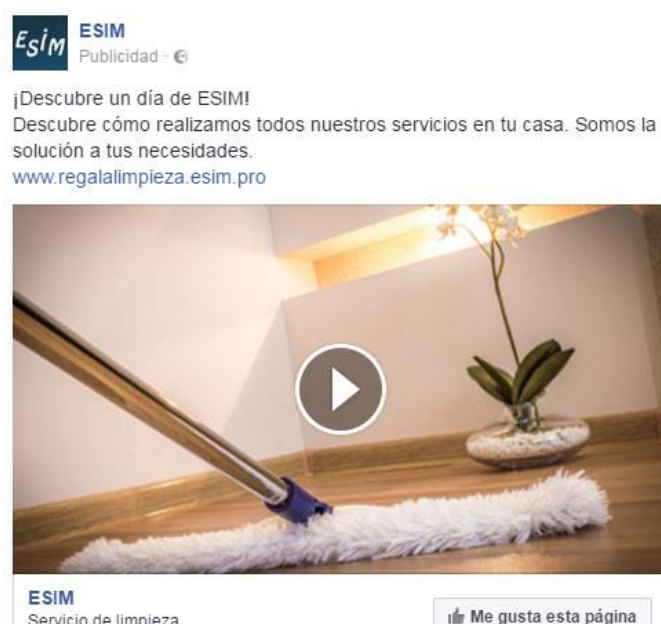 ESIM
ESIM
Publicidad ·
¡Descubre un día de ESIM!
Descubre cómo realizamos todos nuestros servicios en tu casa. Somos la
solución a tus necesidades.
www.regalalimpieza.esim.pro
ESIM
Servicio de limpieza
Me gusta esta página